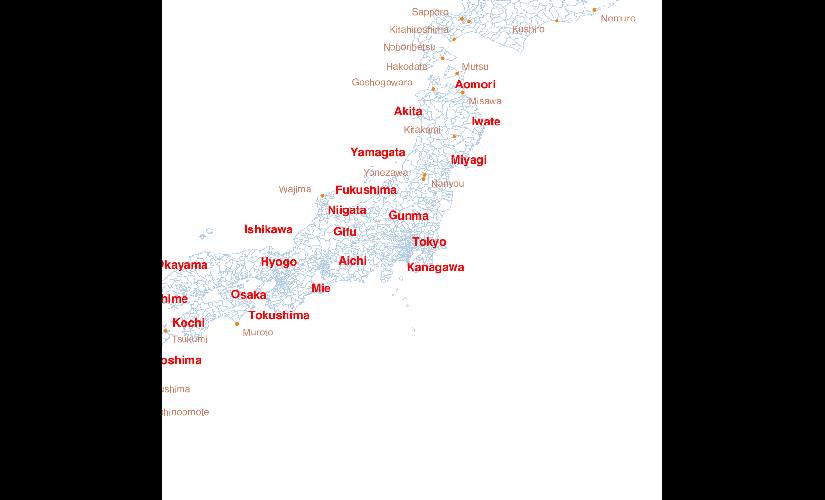 Sapporo
Nemuro
Kitahiroshima
Kushiro
Noboribetsu
Hakodate
Mutsu
Goshogawara
Aomori
Misawa
Akita
Iwate
Kitakami
Yamagata
Miyagi
Yonezawa
Nanyou
Wajima
Fukushima
Niigata
Gunma
Ishikawa
Gifu
Tokyo
Okayama
Hyogo
Aichi
Kanagawa
Mie
Osaka
hime
Tokushima
Kochi
Muroto
Tsukumi
oshima
ushima
hinoomote